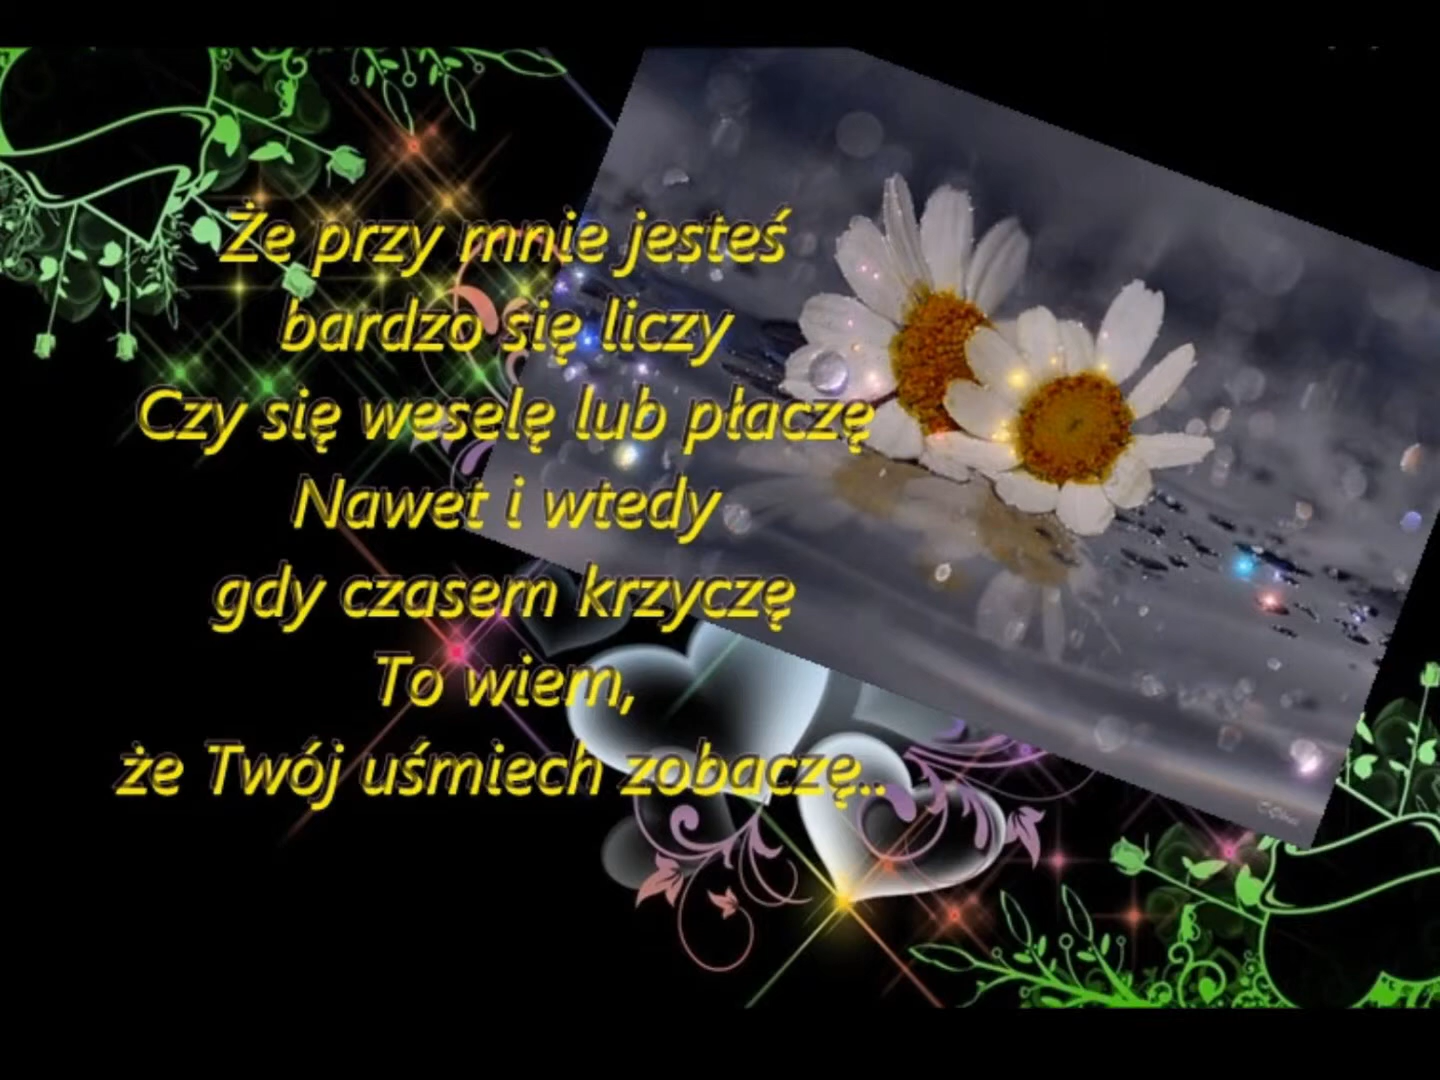 Że przy mnie jesteś
bardzo się liczy
Czy się weselę lub płaczę
Nawet i wtedy
gdy czasem krzyczę
To wiem,
że Twój uśmiech zobaczę..